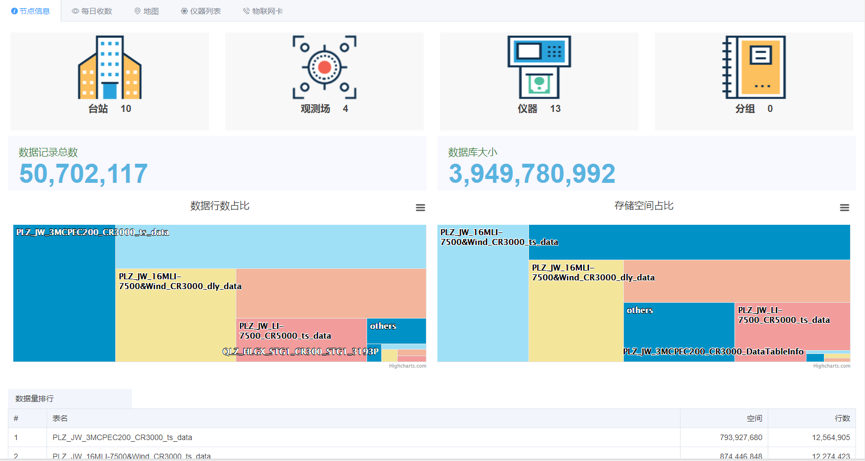 节点信息 每日收数 地图 仪器列表 物联网卡
台站 10
观测场 4
仪器 13
分组 0
数据记录总数
50,702,117
数据库大小
3,949,780,992
数据行数占比
PLZ_JW_3MCPEC200_CR3000_ts_data
PLZ_JW_16MLI-
7500&Wind_CR3000_dly_data
PLZ_JW_LI-
7500-CR5000_ts_data
others
QLZ_HLGX_STG1_CR300_STG1_3193P
Highcharts.com
存储空间占比
PLZ_JW_16MLI-
7500&Wind_CR3000_ts_data
PLZ_JW_16MLI-
7500&Wind_CR3000_dly_data
others
PLZ_JW_LI-
7500-CR5000_ts_data
PLZ_JW_3MCPEC200_CR3000_DataTableInfo
Highcharts.com
数据量排行
# 表名 空间 行数
1 PLZ_JW_3MCPEC200_CR3000_ts_data 793,927,680 12,564,905
2 PLZ_JW_16MLI-7500&Wind_CR3000_ts_data 874,446,848 12,274,423